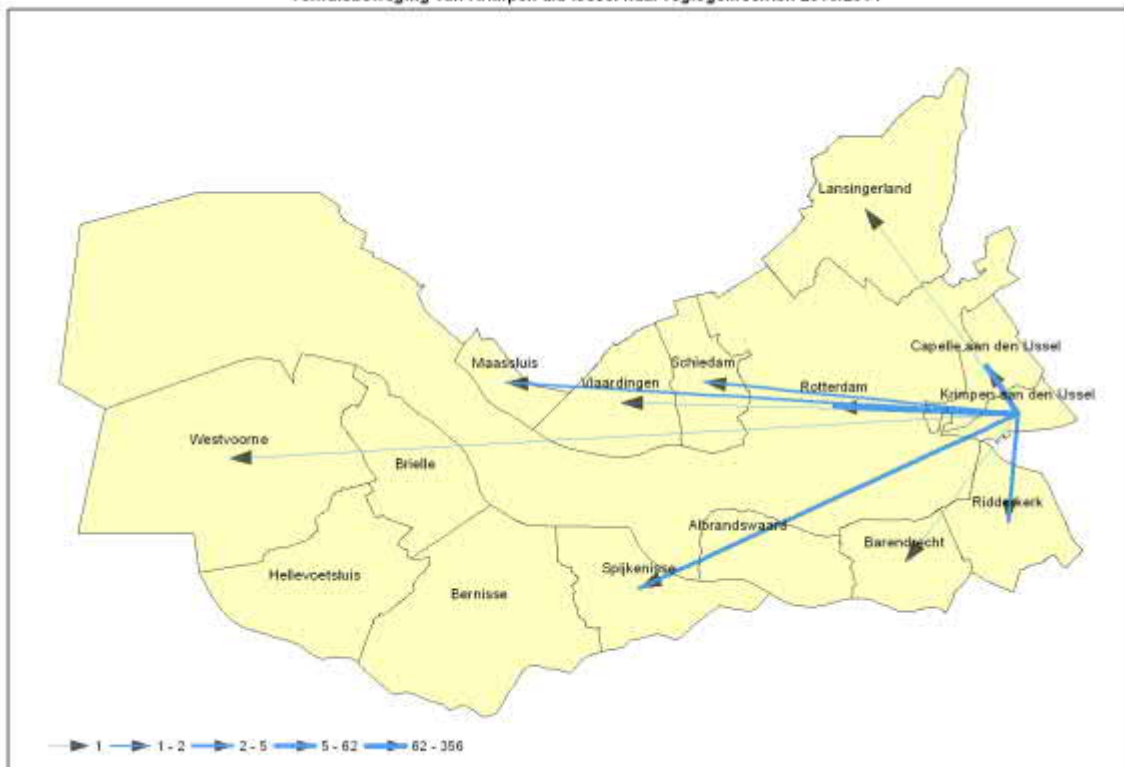 Lansingerland
Capelle aan den IJssel
Maassluis
Schiedam
Vlaardingen
Rotterdam
Krimpen aan den IJssel
Westvoorne
Brielle
Ridderkerk
Albrandswaard
Barendrecht
Spijkenisse
Hellevoetsluis
Bernisse
1 1 - 2 2 - 5 5 - 62 62 - 356